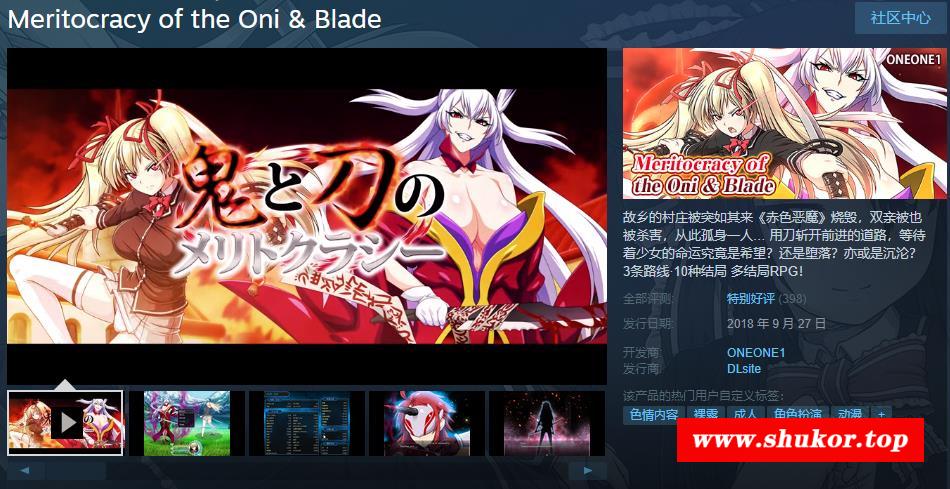 Meritocracy of the Oni & Blade
社区中心
鬼と刀の
メリトクラシー
ONEONE1
Meritocracy of
the Oni & Blade
故乡的村庄被突如其来《赤色恶魔》烧毁，双亲被也
被杀害，从此孤身一人... 用刀斩开前进的道路，等待
着少女的命运究竟是希望？还是堕落？亦或是沉沦？
3条路线·10种结局 多结局RPG！
全部评测: 特别好评 (398)
发行日期: 2018 年 9 月 27 日
开发商: ONEONE1
发行商: DLsite
该产品的热门用户自定义标签：
色情内容 裸露 成人 角色扮演 动漫 +
www.shukor.top